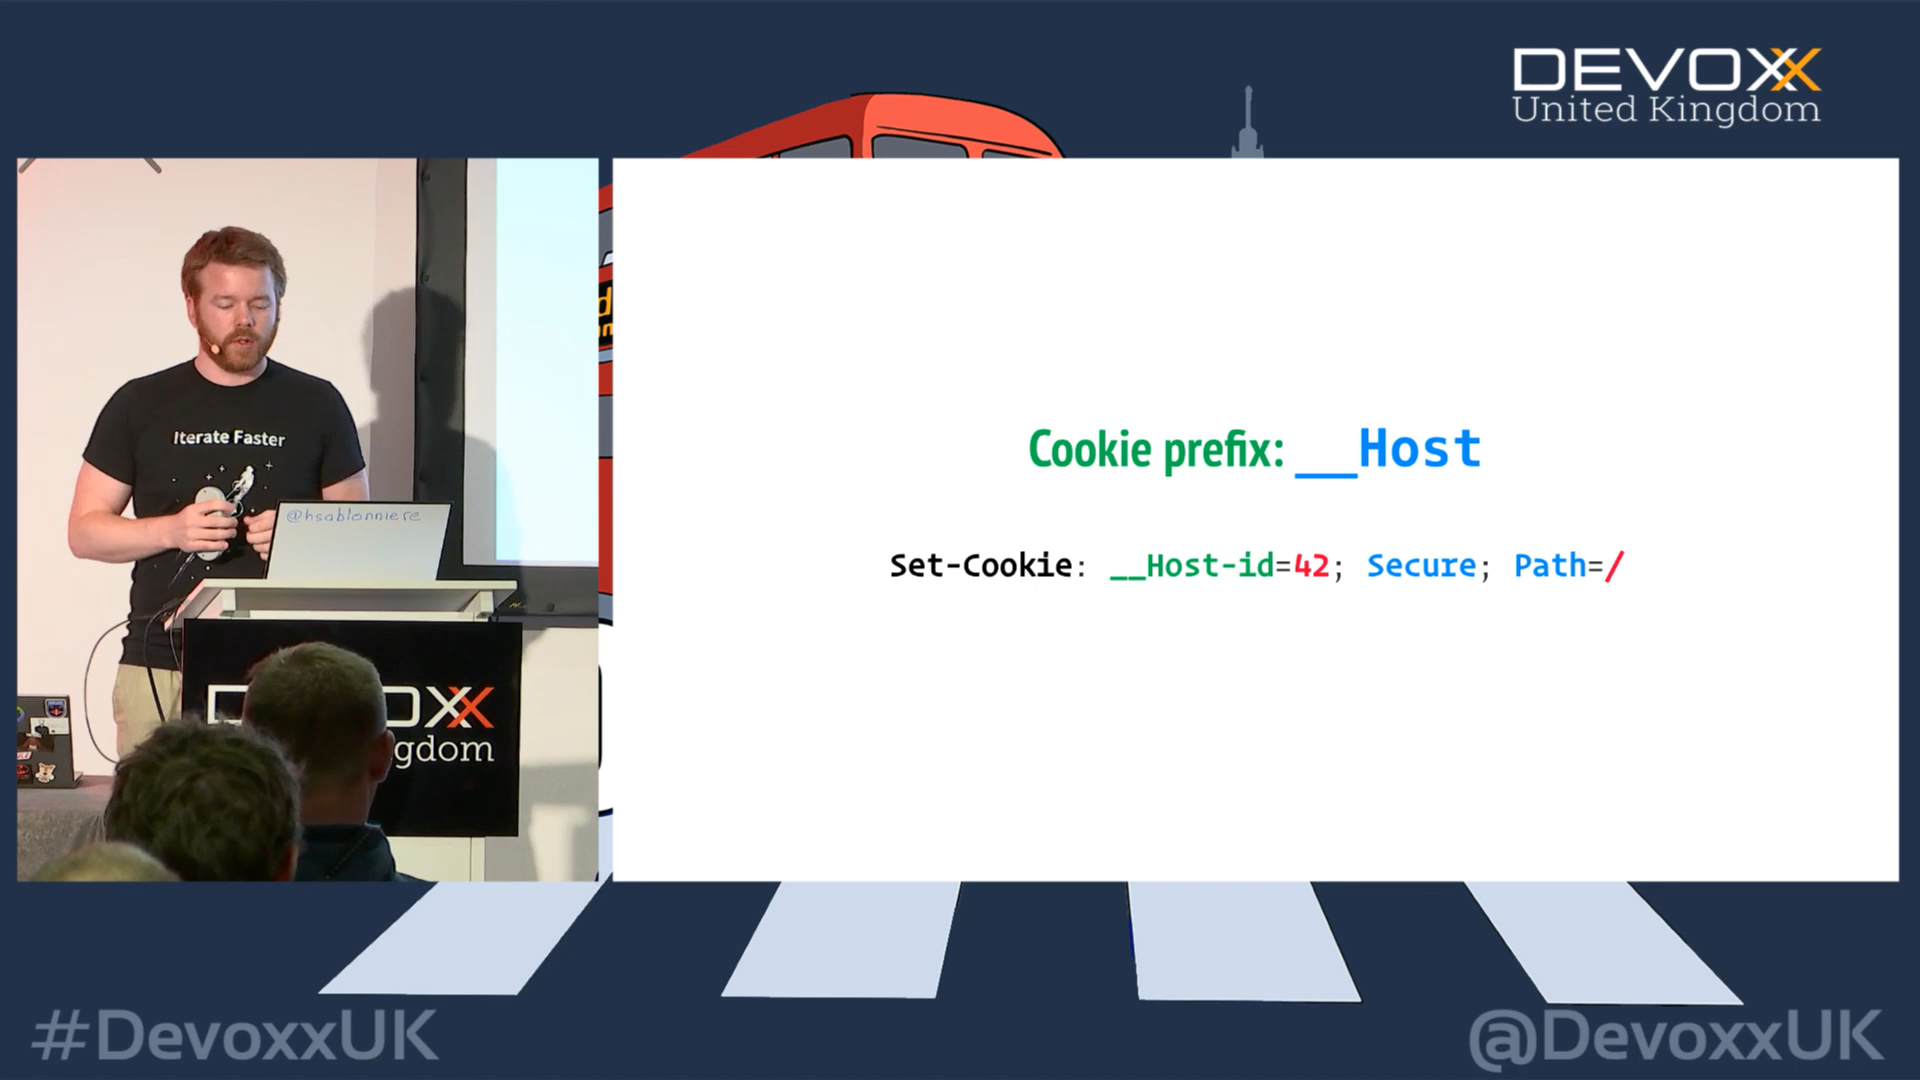 DEVOXX
United Kingdom
Iterate Faster
@hsablonniere
gdom
Cookie prefix: __Host
Set-Cookie: __Host-id=42; Secure; Path=/
#DevoxxUK
@DevoxxUK